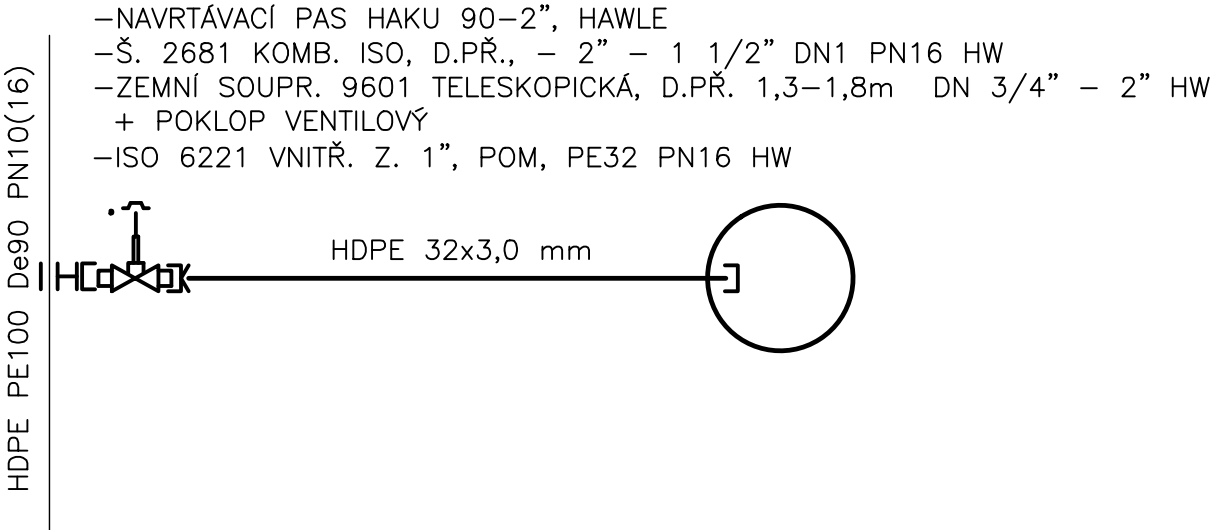 –NAVRTÁVACÍ PAS HAKU 90–2”, HAWLE
–Š. 2681 KOMB. ISO, D.PŘ., – 2” – 1 1/2” DN1 PN16 HW
–ZEMNÍ SOUPR. 9601 TELESKOPICKÁ, D.PŘ. 1,3–1,8m DN 3/4” – 2” HW
+ POKLOP VENTILOVÝ
–ISO 6221 VNITŘ. Z. 1”, POM, PE32 PN16 HW
HDPE 32x3,0 mm
HDPE PE100 De90 PN10(16)